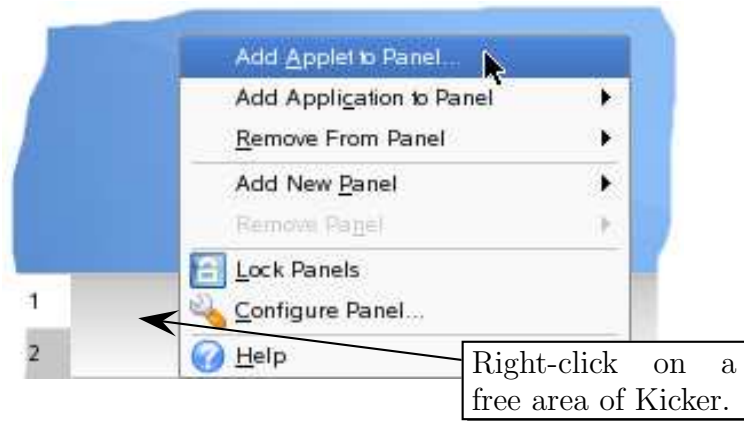 Add Applet to Panel...
Add Application to Panel
Remove From Panel
Add New Panel
Remove Panel
Lock Panels
1
Configure Panel...
2
Help
Right-click on a
free area of Kicker.